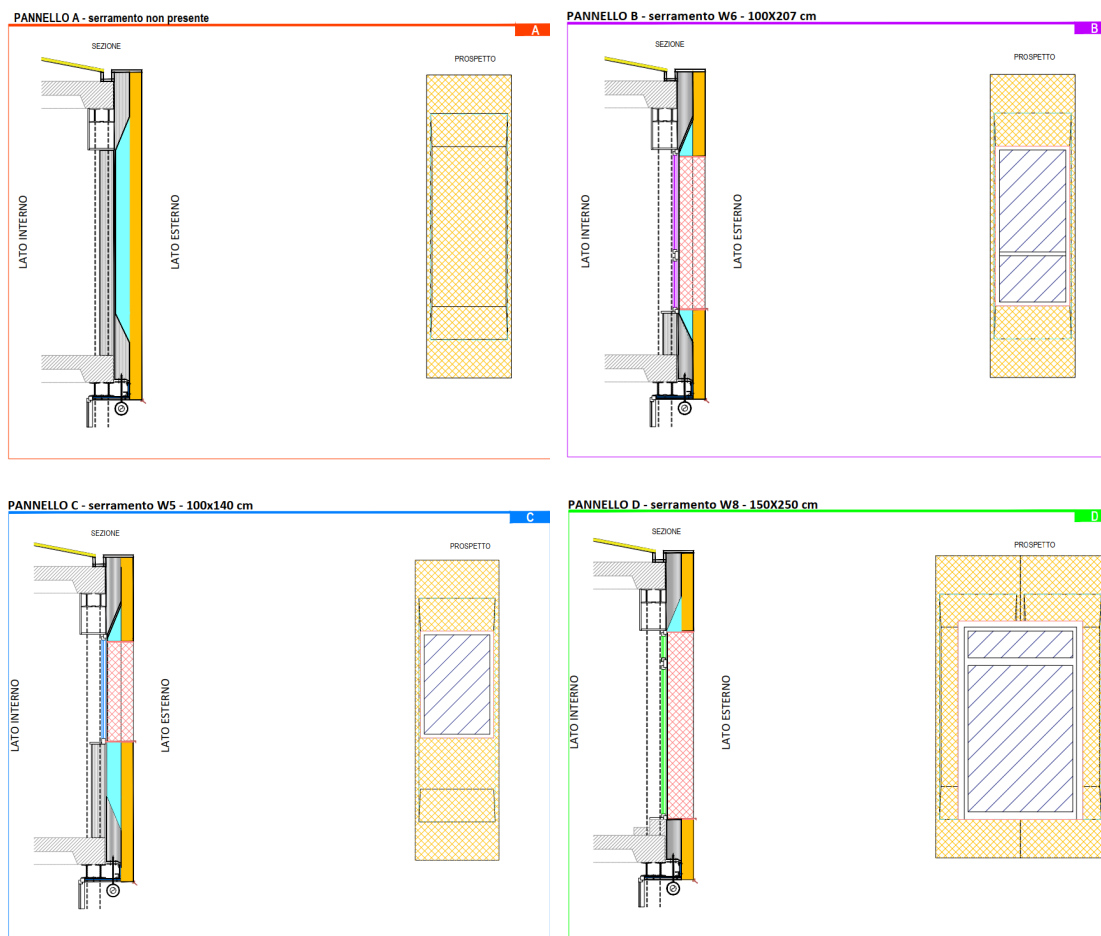 PANNELLO A - serramento non presente
A
SEZIONE
PROSPETTO
LATO INTERNO
LATO ESTERNO
PANNELLO B - serramento W6 - 100X207 cm
B
SEZIONE
PROSPETTO
LATO INTERNO
LATO ESTERNO
PANNELLO C - serramento W5 - 100x140 cm
C
SEZIONE
PROSPETTO
LATO INTERNO
LATO ESTERNO
PANNELLO D - serramento W8 - 150X250 cm
D
SEZIONE
PROSPETTO
LATO INTERNO
LATO ESTERNO